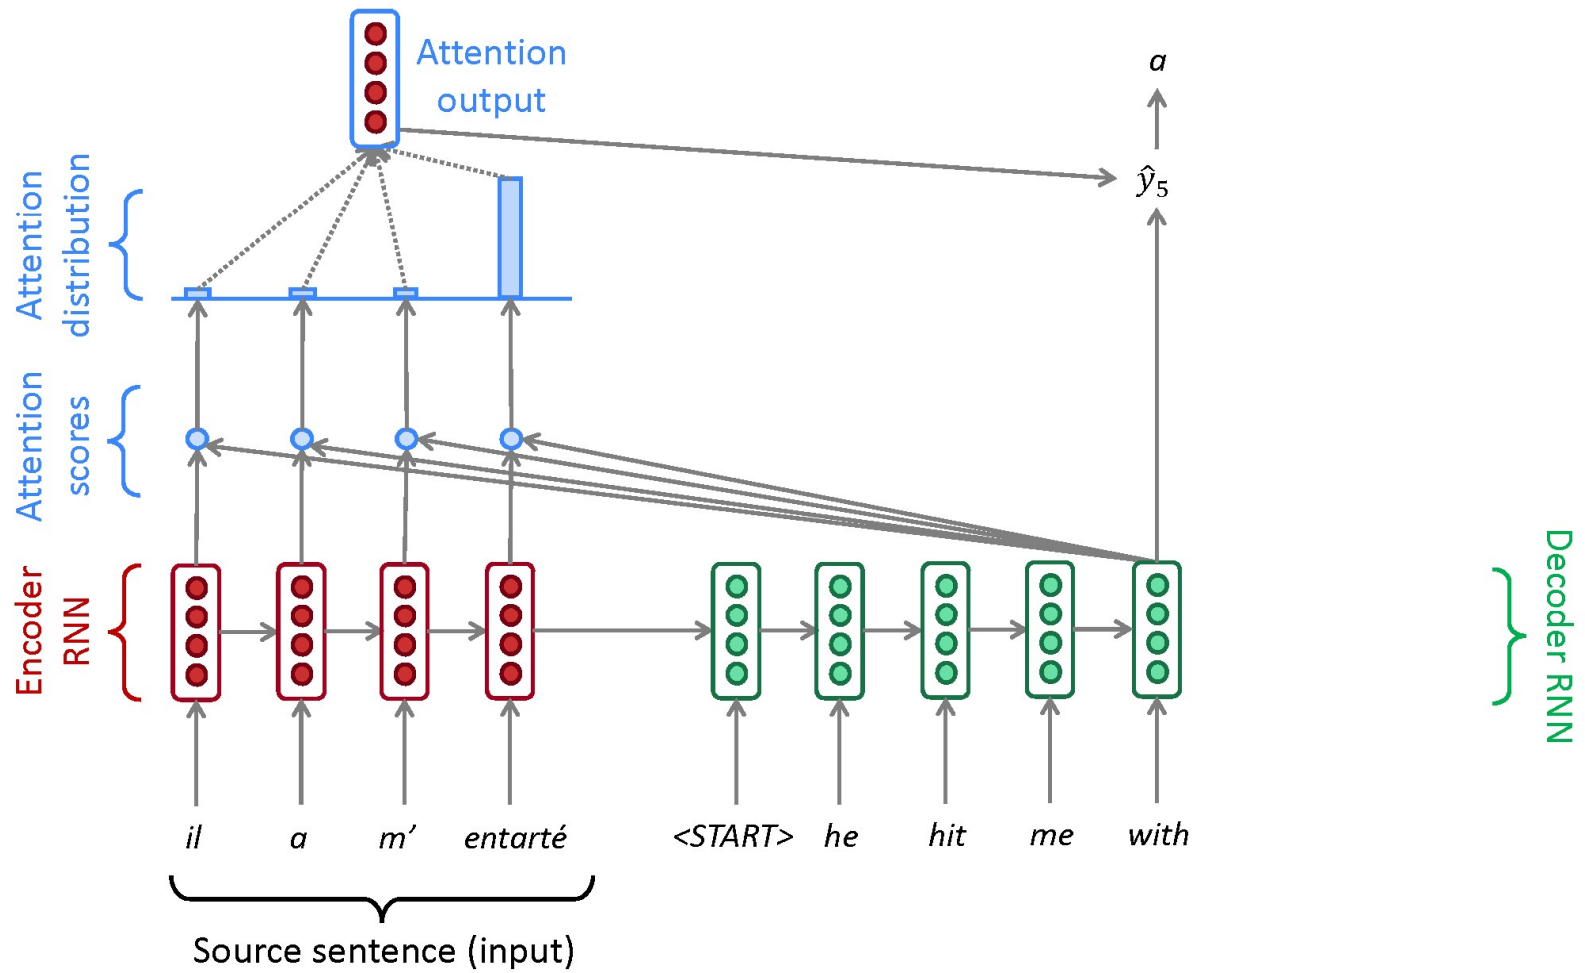 Attention
output
a
ŷ₅
Attention
distribution
Attention
scores
Encoder
RNN
Decoder RNN
il a m’ entarté <START> he hit me with
Source sentence (input)